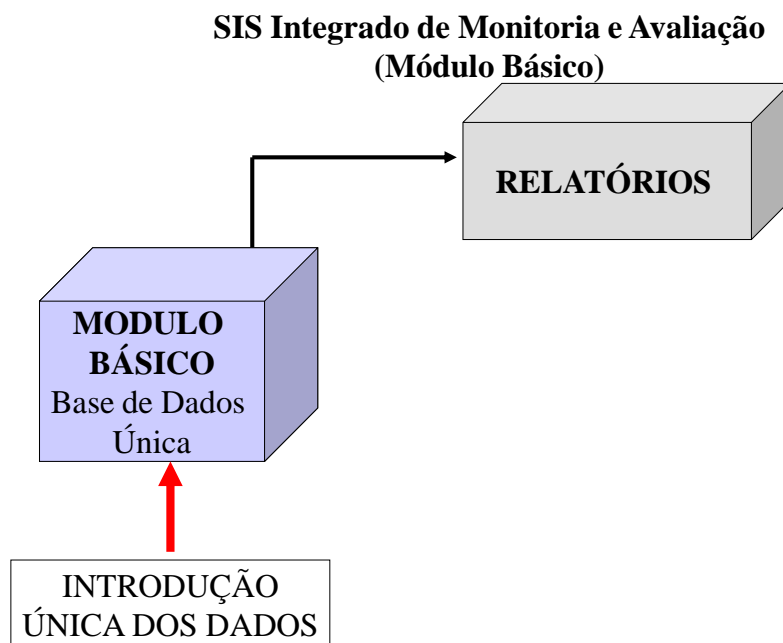 SIS Integrado de Monitoria e Avaliação
(Módulo Básico)
RELATÓRIOS
MODULO
BÁSICO
Base de Dados
Única
INTRODUÇÃO
ÚNICA DOS DADOS